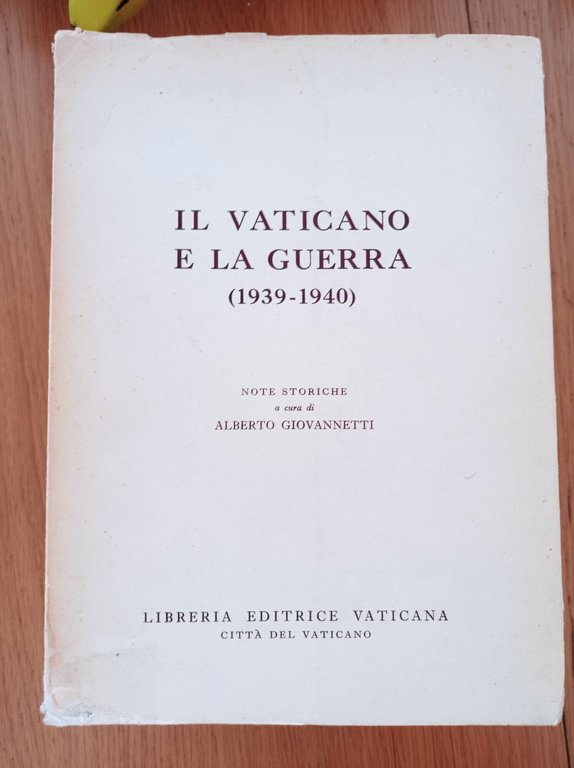 IL VATICANO
E LA GUERRA
(1939-1940)
NOTE STORICHE
a cura di
ALBERTO GIOVANNETTI
LIBRERIA EDITRICE VATICANA
CITTÀ DEL VATICANO